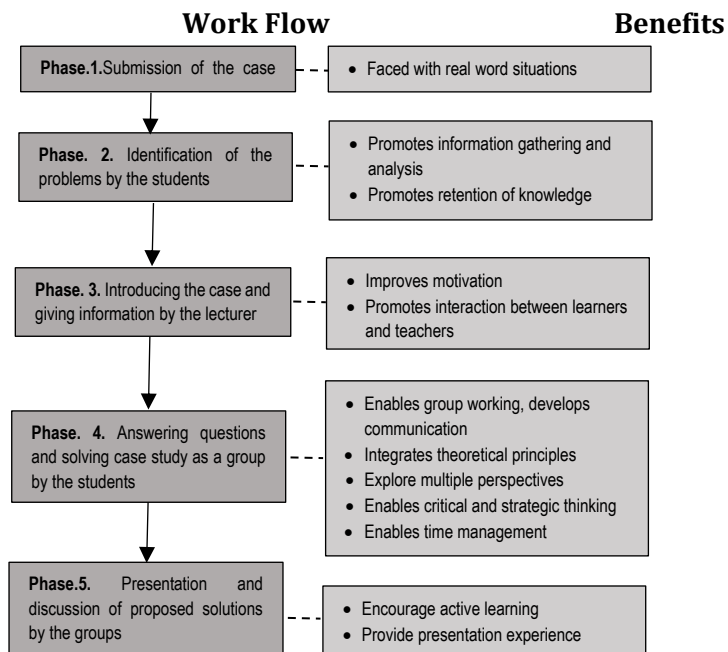 Work Flow
Benefits
Phase.1.Submission of the case
• Faced with real word situations
Phase. 2. Identification of the
problems by the students
• Promotes information gathering and
analysis
• Promotes retention of knowledge
Phase. 3. Introducing the case and
giving information by the lecturer
• Improves motivation
• Promotes interaction between learners
and teachers
Phase. 4. Answering questions
and solving case study as a group
by the students
• Enables group working, develops
communication
• Integrates theoretical principles
• Explore multiple perspectives
• Enables critical and strategic thinking
• Enables time management
Phase.5. Presentation and
discussion of proposed solutions
by the groups
• Encourage active learning
• Provide presentation experience